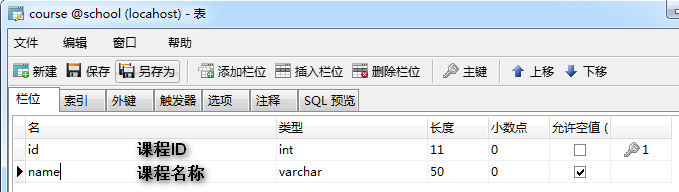 course @school (locahost) - 表
文件 编辑 窗口 帮助
新建 保存 另存为 添加栏位 插入栏位 删除栏位 主键 上移 下移
栏位 索引 外键 触发器 选项 注释 SQL 预览
名 类型 长度 小数点 允许空值 (
id 课程ID int 11 0 1
name 课程名称 varchar 50 0